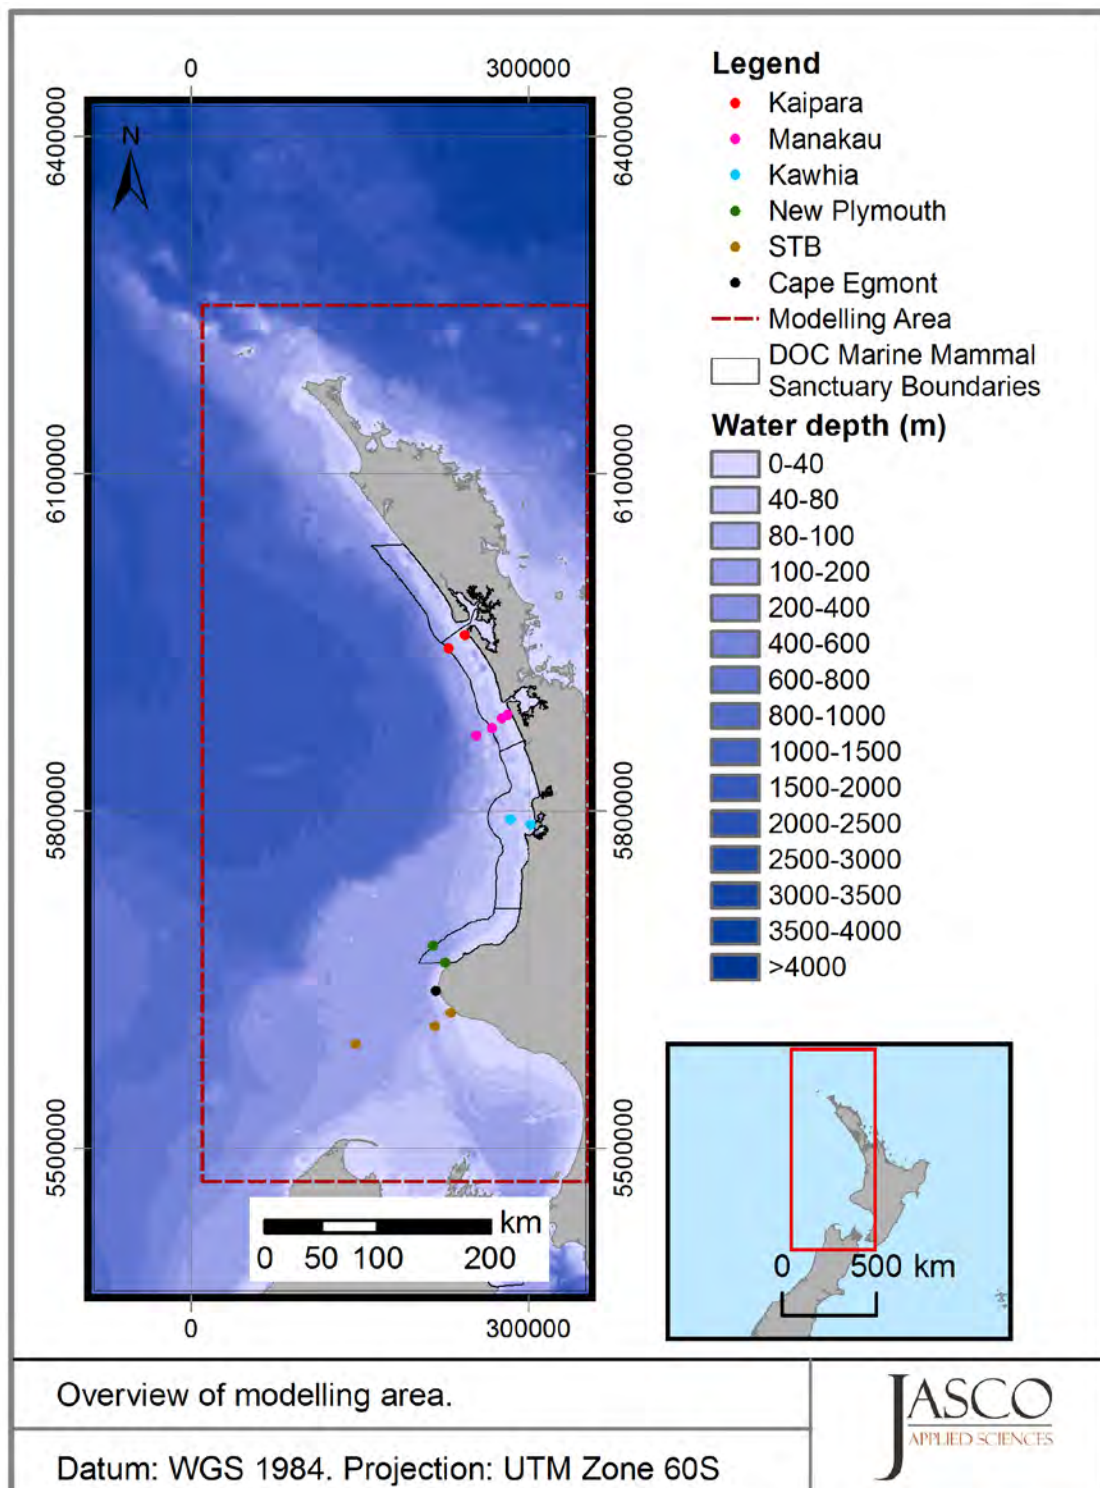 0 300000
6400000 6400000
N
6100000 6100000
5800000 5800000
5500000 5500000
km
0 50 100 200
0 300000
Legend
Kaipara
Manakau
Kawhia
New Plymouth
STB
Cape Egmont
Modelling Area
DOC Marine Mammal
Sanctuary Boundaries
Water depth (m)
0-40
40-80
80-100
100-200
200-400
400-600
600-800
800-1000
1000-1500
1500-2000
2000-2500
2500-3000
3000-3500
3500-4000
>4000
0 500 km
Overview of modelling area.
Datum: WGS 1984. Projection: UTM Zone 60S
JASCO
APPLIED SCIENCES